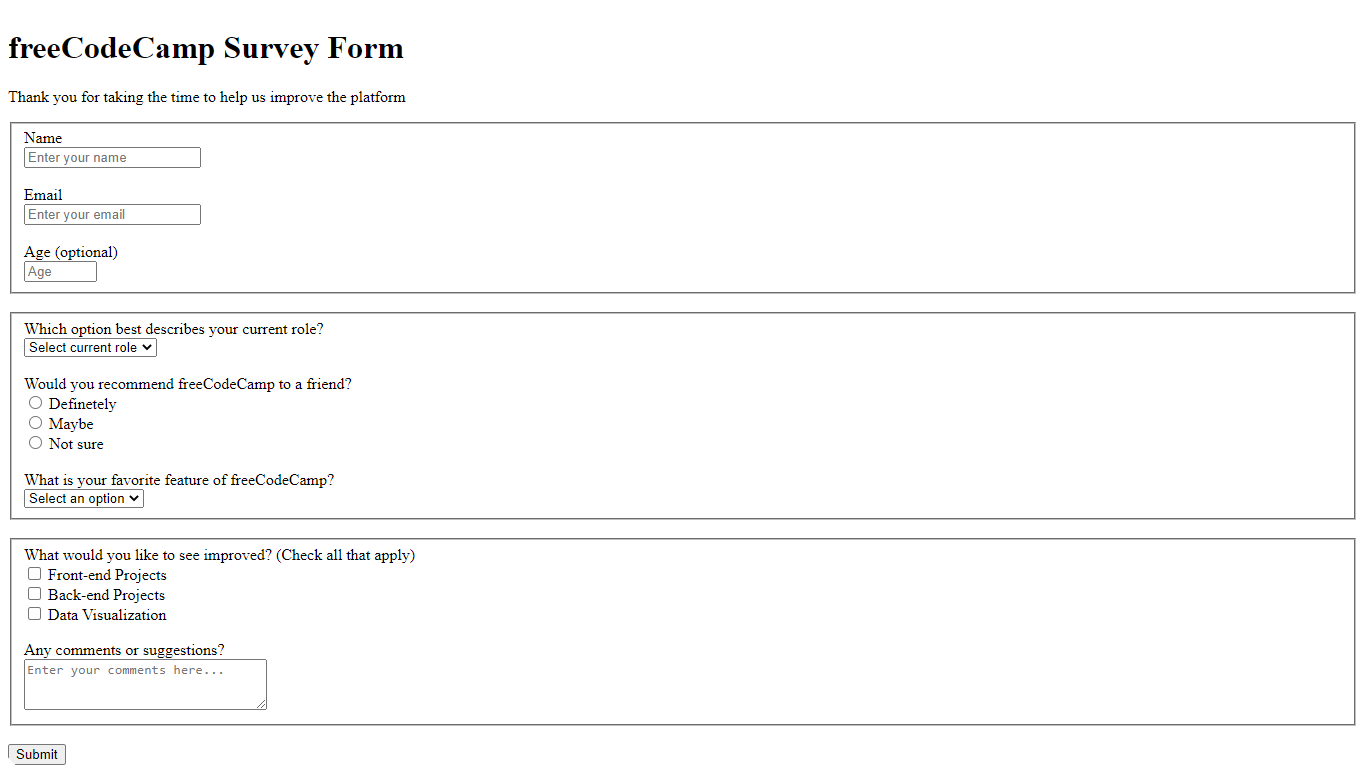 freeCodeCamp Survey Form
Thank you for taking the time to help us improve the platform
Name
Enter your name
Email
Enter your email
Age (optional)
Age
Which option best describes your current role?
Select current role
Would you recommend freeCodeCamp to a friend?
Definetely
Maybe
Not sure
What is your favorite feature of freeCodeCamp?
Select an option
What would you like to see improved? (Check all that apply)
Front-end Projects
Back-end Projects
Data Visualization
Any comments or suggestions?
Enter your comments here...
Submit